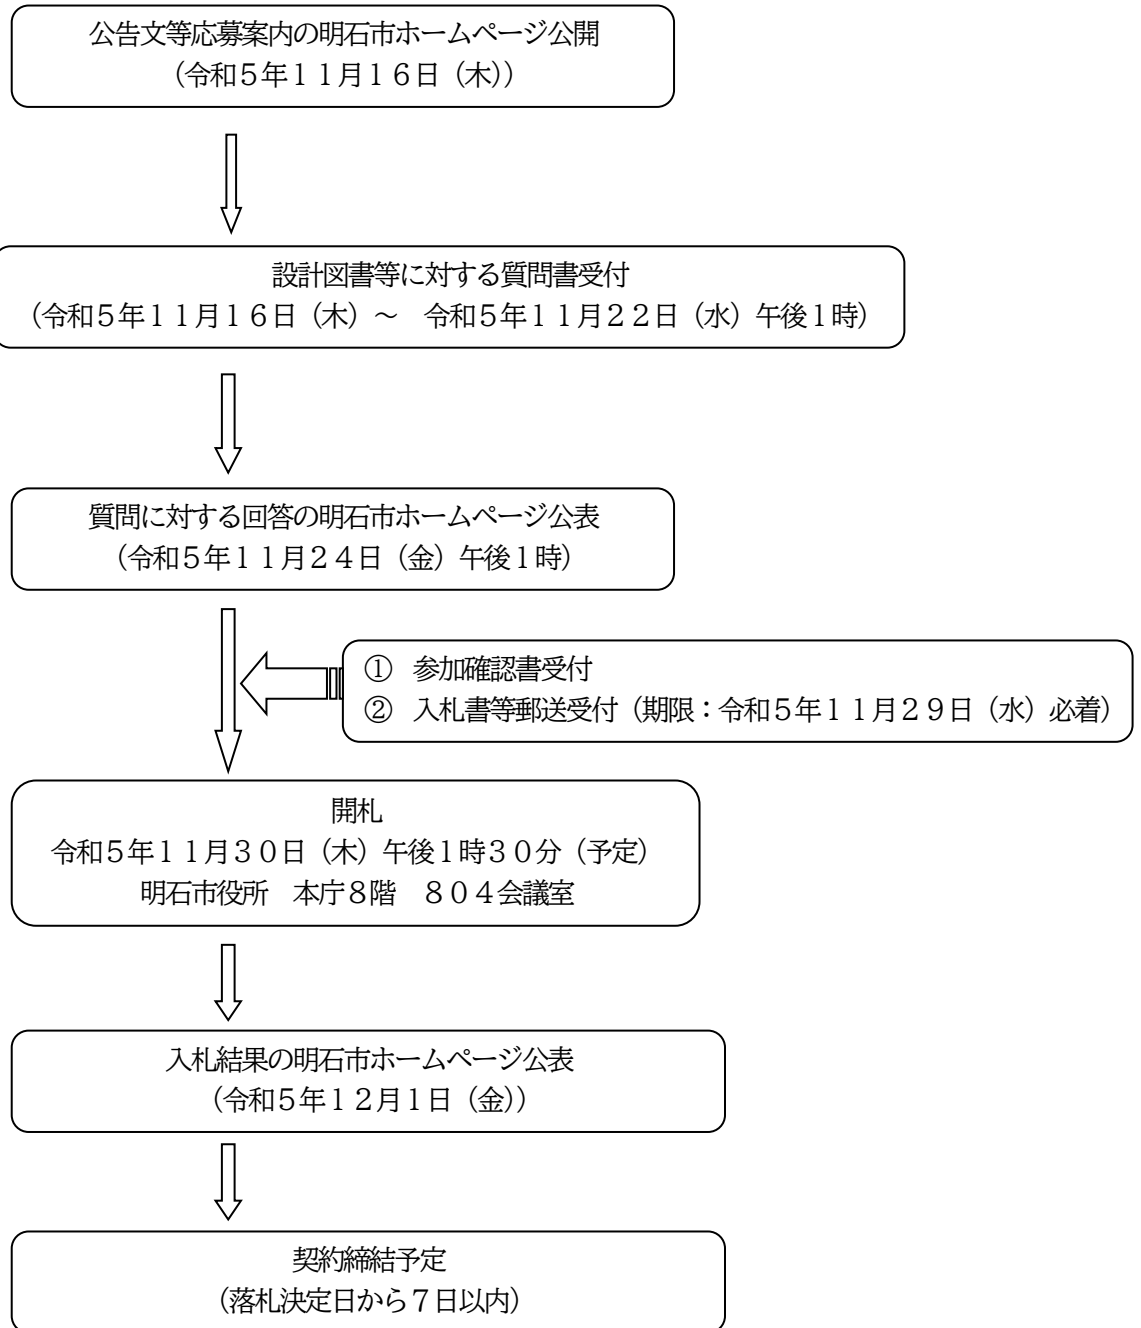 公告文等応募案内の明石市ホームページ公開
（令和５年１１月１６日（木））
設計図書等に対する質問書受付
（令和５年１１月１６日（木）～　令和５年１１月２２日（水）午後１時）
質問に対する回答の明石市ホームページ公表
（令和５年１１月２４日（金）午後１時）
①　参加確認書受付
②　入札書等郵送受付（期限：令和５年１１月２９日（水）必着）
開札
令和５年１１月３０日（木）午後１時３０分（予定）
明石市役所　本庁８階　８０４会議室
入札結果の明石市ホームページ公表
（令和５年１２月１日（金））
契約締結予定
（落札決定日から７日以内）